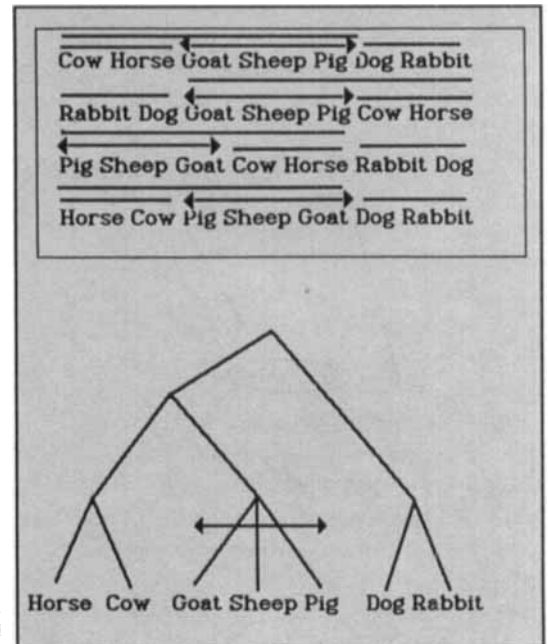 Cow Horse Goat Sheep Pig Dog Rabbit
Rabbit Dog Goat Sheep Pig Cow Horse
Pig Sheep Goat Cow Horse Rabbit Dog
Horse Cow Pig Sheep Goat Dog Rabbit
Horse Cow Goat Sheep Pig Dog Rabbit